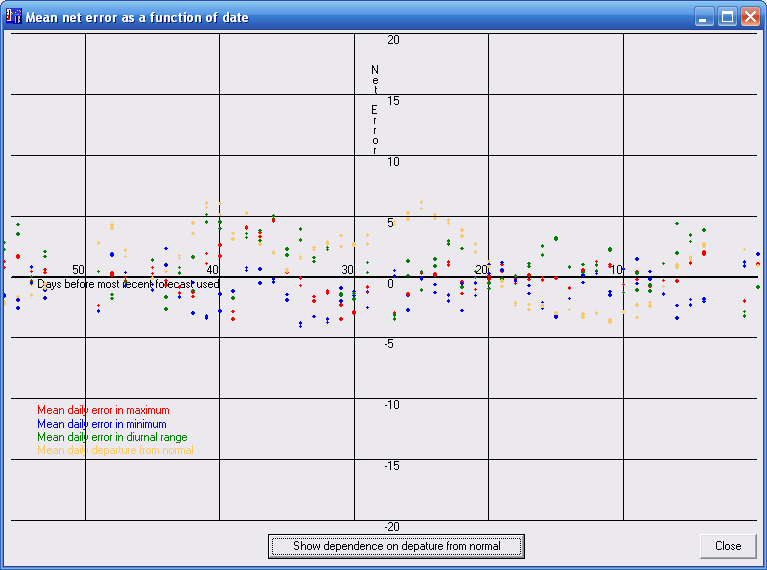 Mean net error as a function of date
20
Net Error
15
10
5
50
40
30
20
10
0
Days before most recent forecast used
-5
-10
Mean daily error in maximum
Mean daily error in minimum
Mean daily error in diurnal range
Mean daily departure from normal
-15
-20
Show dependence on depature from normal
Close